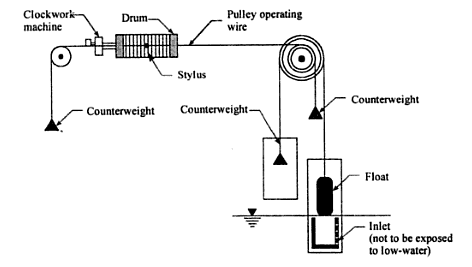 Clockwork
machine
Drum
Pulley operating
wire
Stylus
Counterweight
Counterweight
Counterweight
Float
Inlet
(not to be exposed
to low-water)